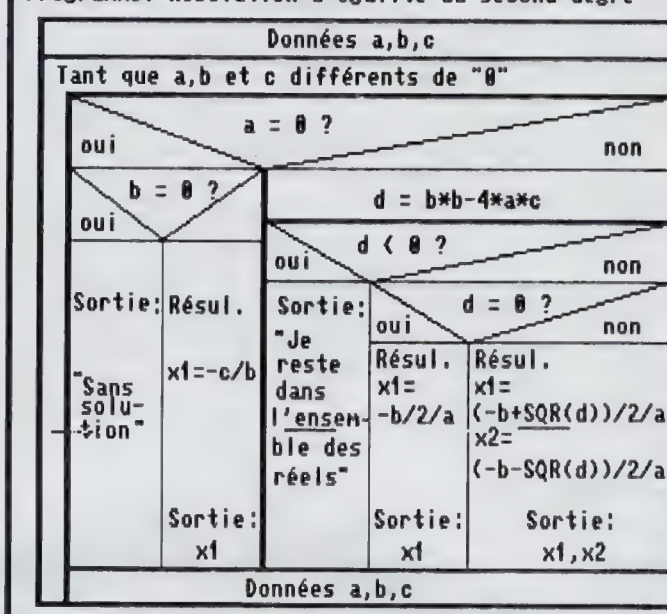 Données a,b,c
Tant que a,b et c différents de "0"
a = 0 ?
oui
non
b = 0 ?
oui
d = b*b-4*a*c
d < 0 ?
oui
non
d = 0 ?
oui
non
Sortie:
"Sans
solu-
tion"
Résul.
x1=-c/b
Sortie:
x1
Sortie:
"Je
reste
dans
l'ensem-
ble des
réels"
Résul.
x1=
-b/2/a
Sortie:
x1
Résul.
x1=
(-b+SQR(d))/2/a
x2=
(-b-SQR(d))/2/a
Sortie:
x1,x2
Données a,b,c